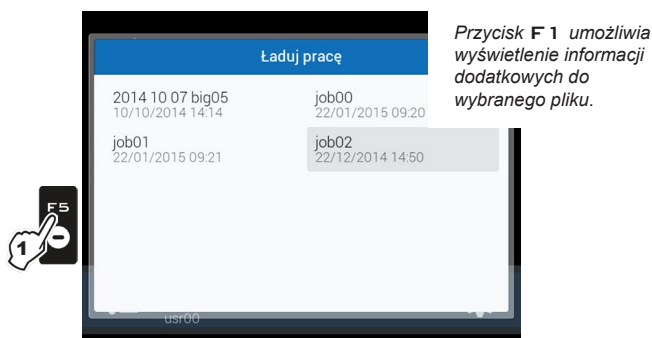 Przycisk F1 umożliwia
wyświetlenie informacji
dodatkowych do
wybranego pliku.
Ładuj pracę
2014 10 07 big05
10/10/2014 14:14
job00
22/01/2015 09:20
job01
22/01/2015 09:21
job02
22/12/2014 14:50
F5
1
usr00